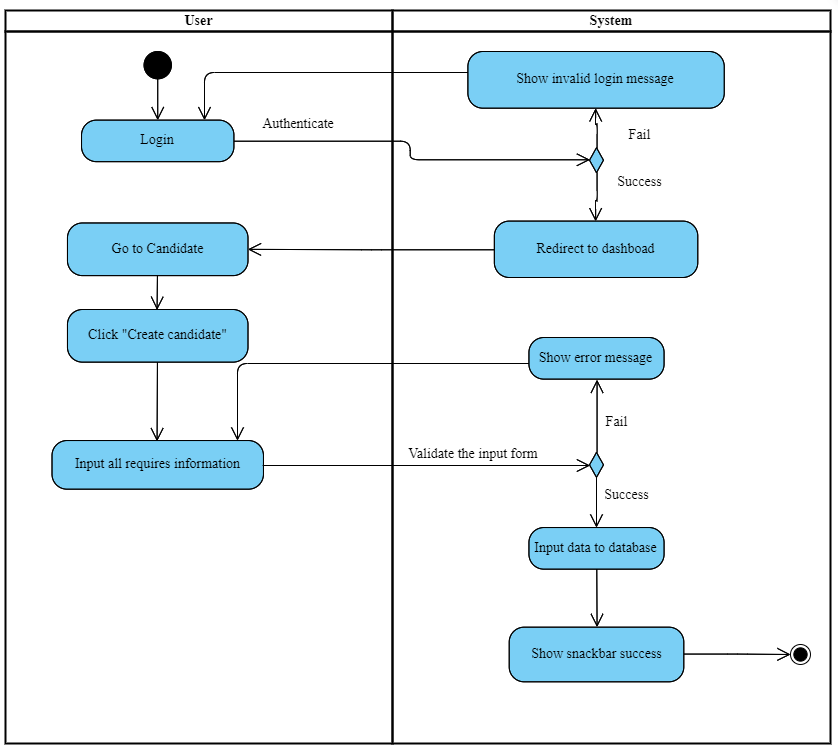 User
System
Show invalid login message
Authenticate
Fail
Login
Success
Go to Candidate
Redirect to dashboad
Click "Create candidate"
Show error message
Fail
Validate the input form
Input all requires information
Success
Input data to database
Show snackbar success